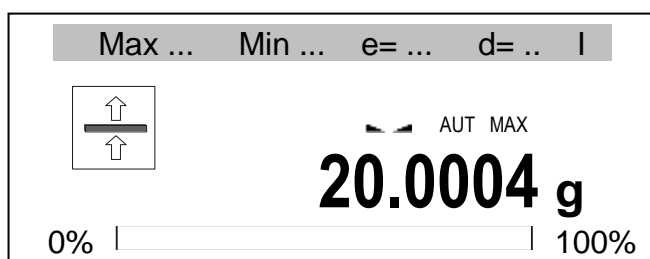 Max ... Min ... e= ... d= .. I
AUT MAX
20.0004 g
0% 100%